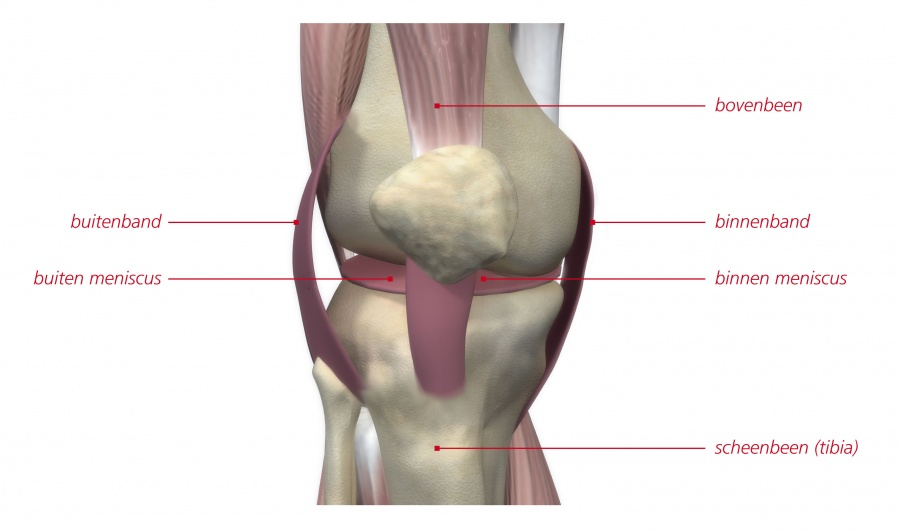 bovenbeen
buitenband
binnenband
buiten meniscus
binnen meniscus
scheenbeen (tibia)